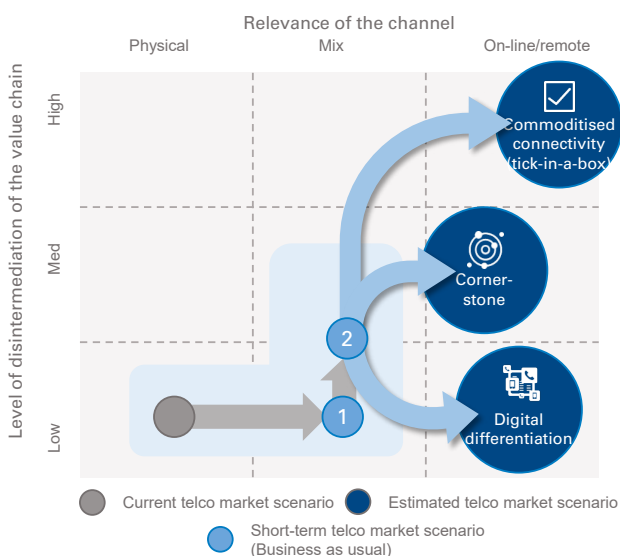 Relevance of the channel
Physical
Mix
On-line/remote
Level of disintermediation of the value chain
High
Med
Low
Commoditised
connectivity
(tick-in-a-box)
Corner-
stone
2
1
Digital
differentiation
Current telco market scenario
Estimated telco market scenario
Short-term telco market scenario
(Business as usual)